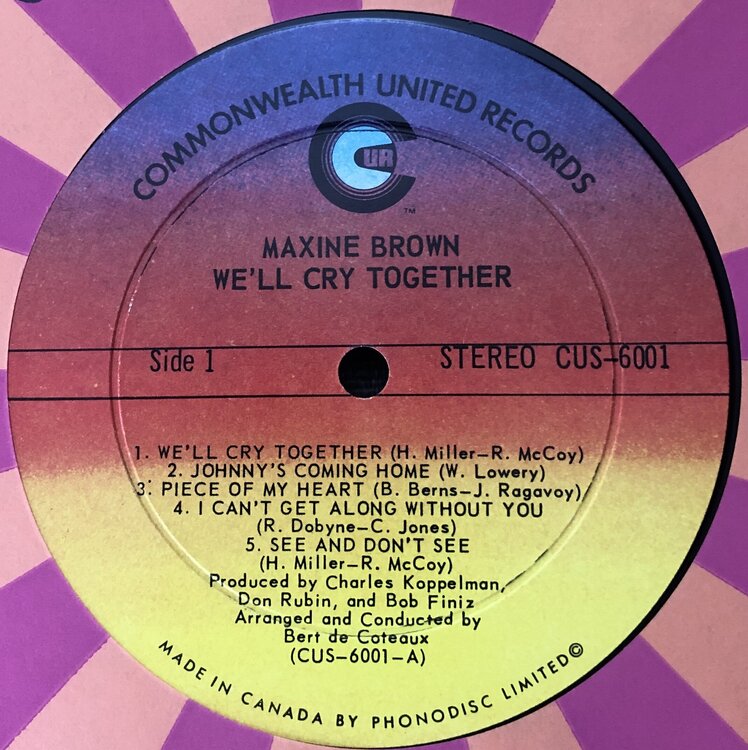 COMMONWEALTH UNITED RECORDS
CUR
™
MAXINE BROWN
WE'LL CRY TOGETHER
Side 1
STEREO CUS-6001
1. WE'LL CRY TOGETHER (H. Miller-R. McCoy)
2. JOHNNY'S COMING HOME (W. Lowery)
3. PIECE OF MY HEART (B. Berns-J. Ragavoy)
4. I CAN'T GET ALONG WITHOUT YOU
(R. Dobyne-C. Jones)
5. SEE AND DON'T SEE
(H. Miller-R. McCoy)
Produced by Charles Koppelman,
Don Rubin, and Bob Finiz
Arranged and Conducted by
Bert de Coteaux
(CUS-6001-A)
MADE IN CANADA BY PHONODISC LIMITED©